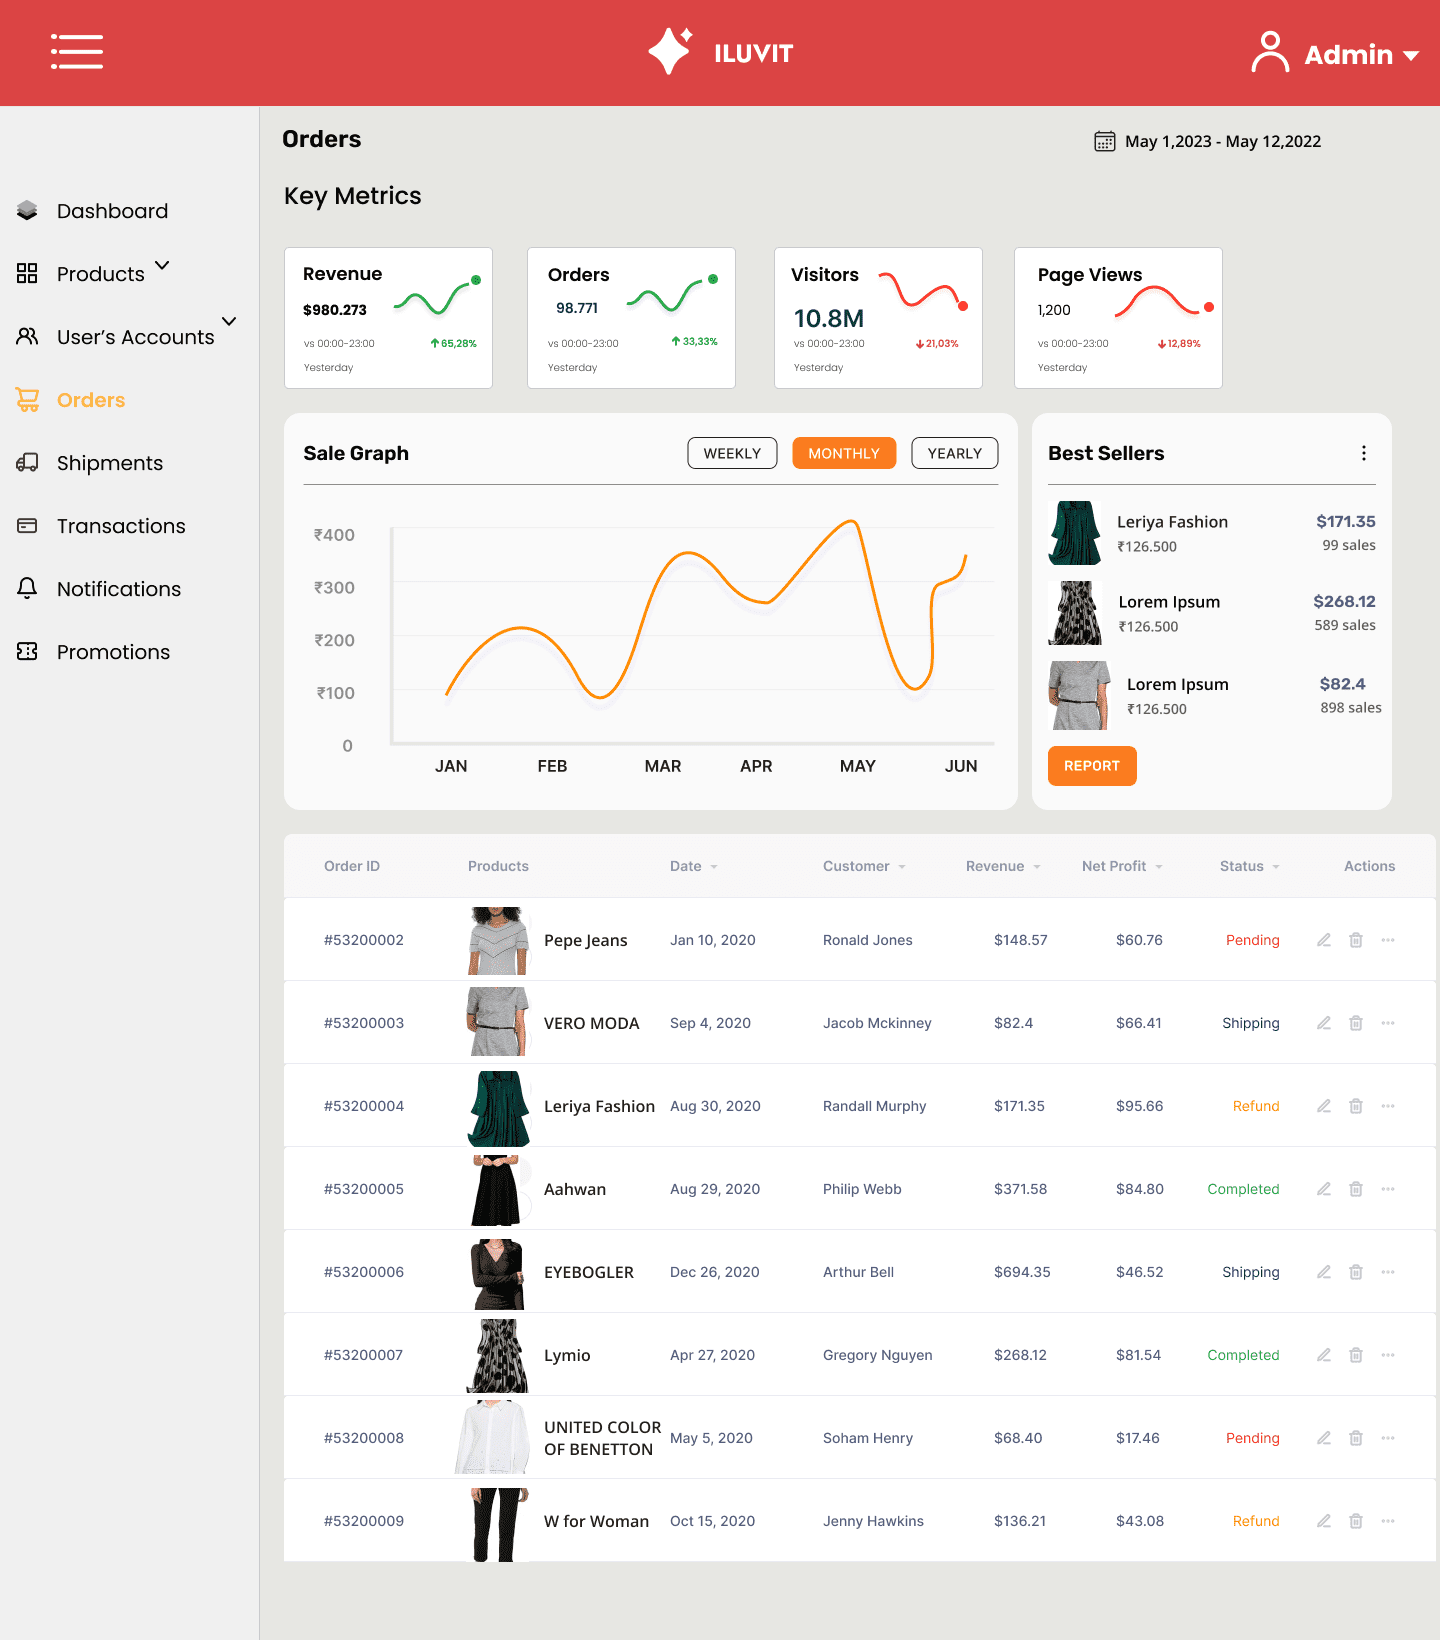 ILUVIT
Admin
Orders
May 1,2023 - May 12,2022
Key Metrics
Dashboard
Products
User's Accounts
Orders
Shipments
Transactions
Notifications
Promotions
Revenue
$980.273
vs 00:00-23:00
65,28%
Yesterday
Orders
98.771
vs 00:00-23:00
33,33%
Yesterday
Visitors
10.8M
vs 00:00-23:00
21,03%
Yesterday
Page Views
1,200
vs 00:00-23:00
12,89%
Yesterday
Sale Graph
WEEKLY
MONTHLY
YEARLY
₹400
₹300
₹200
₹100
0
JAN FEB MAR APR MAY JUN
Best Sellers
Leriya Fashion $171.35
₹126.500 99 sales
Lorem Ipsum $268.12
₹126.500 589 sales
Lorem Ipsum $82.4
₹126.500 898 sales
REPORT
Order ID Products Date Customer Revenue Net Profit Status Actions
#53200002 Pepe Jeans Jan 10, 2020 Ronald Jones $148.57 $60.76 Pending
#53200003 VERO MODA Sep 4, 2020 Jacob Mckinney $82.4 $66.41 Shipping
#53200004 Leriya Fashion Aug 30, 2020 Randall Murphy $171.35 $95.66 Refund
#53200005 Aahwan Aug 29, 2020 Philip Webb $371.58 $84.80 Completed
#53200006 EYEBOGLER Dec 26, 2020 Arthur Bell $694.35 $46.52 Shipping
#53200007 Lymio Apr 27, 2020 Gregory Nguyen $268.12 $81.54 Completed
#53200008 UNITED COLOR
OF BENETTON May 5, 2020 Soham Henry $68.40 $17.46 Pending
#53200009 W for Woman Oct 15, 2020 Jenny Hawkins $136.21 $43.08 Refund